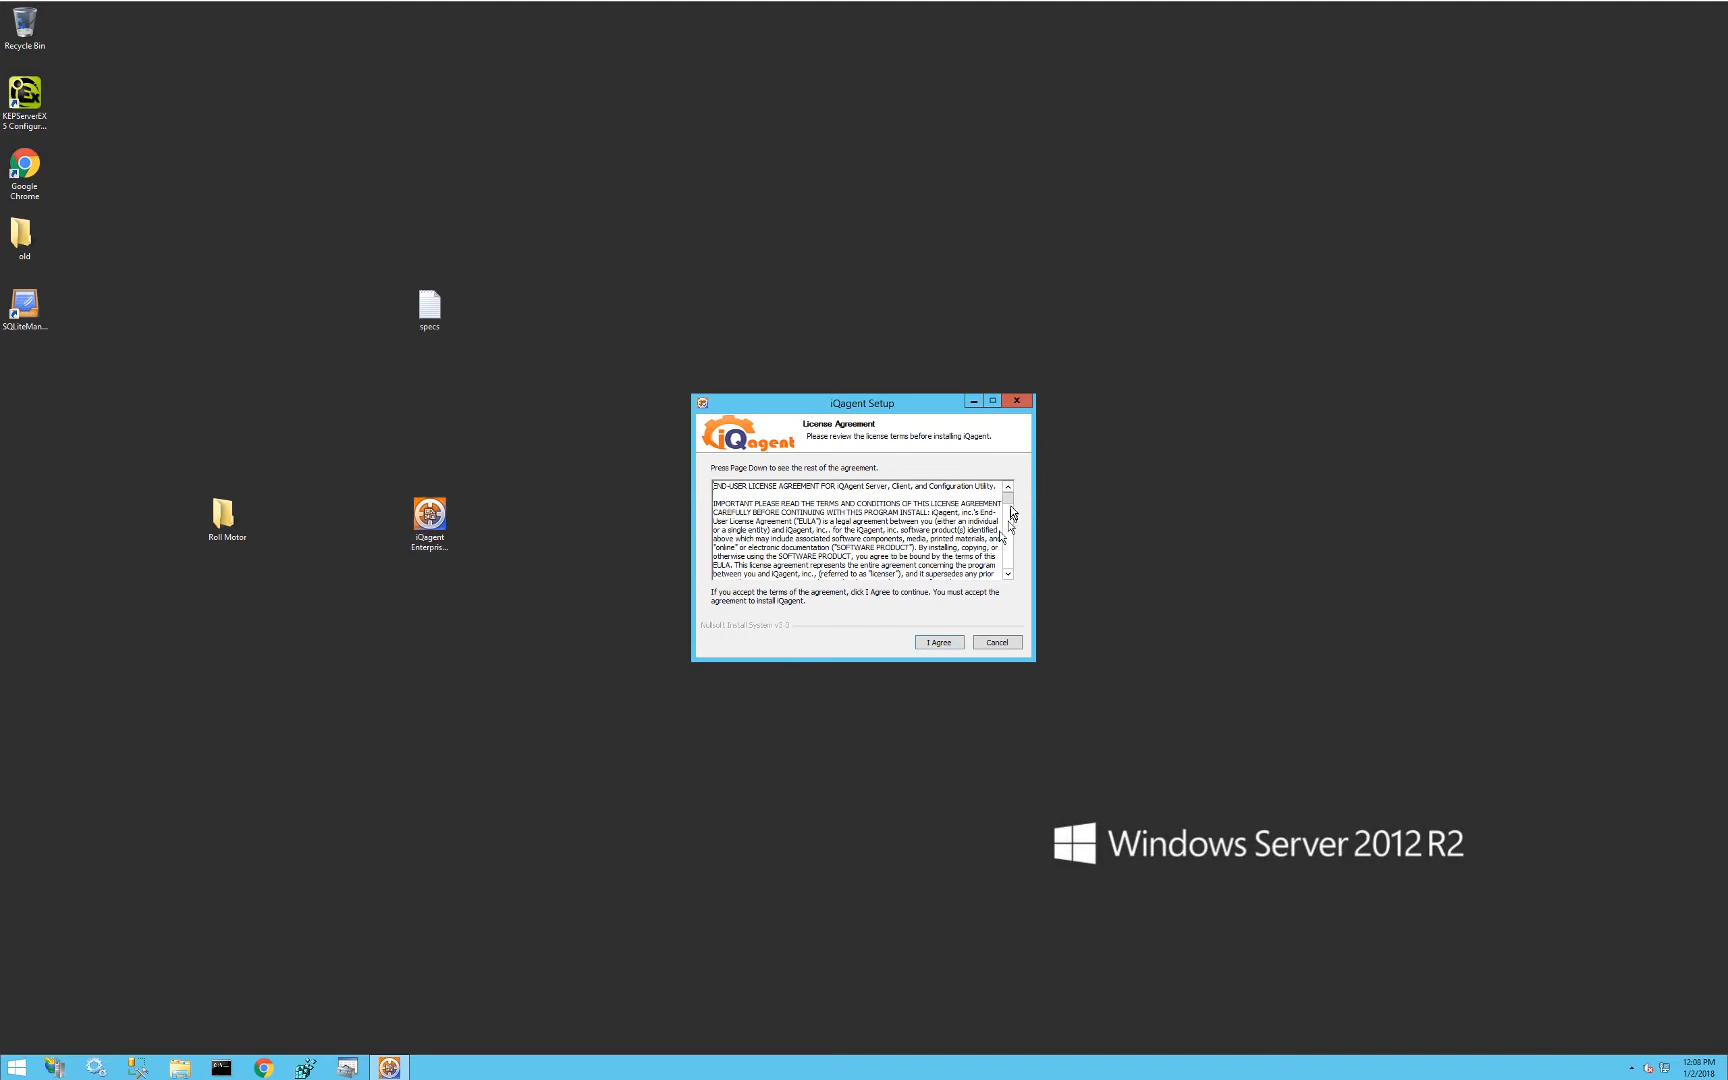 Recycle Bin
KEPServerEX
5 Configur...
Google
Chrome
old
SQLiteMan...
specs
Roll Motor
iQagent
Enterpris...
iQagent Setup
iQagent
License Agreement
Please review the license terms before installing iQagent.
Press Page Down to see the rest of the agreement.
END-USER LICENSE AGREEMENT FOR iQAgent Server, Client, and Configuration Utility.
IMPORTANT PLEASE READ THE TERMS AND CONDITIONS OF THIS LICENSE AGREEMENT
CAREFULLY BEFORE CONTINUING WITH THIS PROGRAM INSTALL: iQagent, inc.'s End-
User License Agreement ("EULA") is a legal agreement between you (either an individual
or a single entity) and iQagent, inc.. for the iQagent, inc. software product(s) identified
above which may include associated software components, media, printed materials, and
"online" or electronic documentation ("SOFTWARE PRODUCT"). By installing, copying, or
otherwise using the SOFTWARE PRODUCT, you agree to be bound by the terms of this
EULA. This license agreement represents the entire agreement concerning the program
between you and iQagent, inc., (referred to as "licenser"), and it supersedes any prior
If you accept the terms of the agreement, click I Agree to continue. You must accept the
agreement to install iQagent.
Nullsoft Install System v3.0
I Agree
Cancel
Windows Server 2012 R2
12:08 PM
1/2/2018